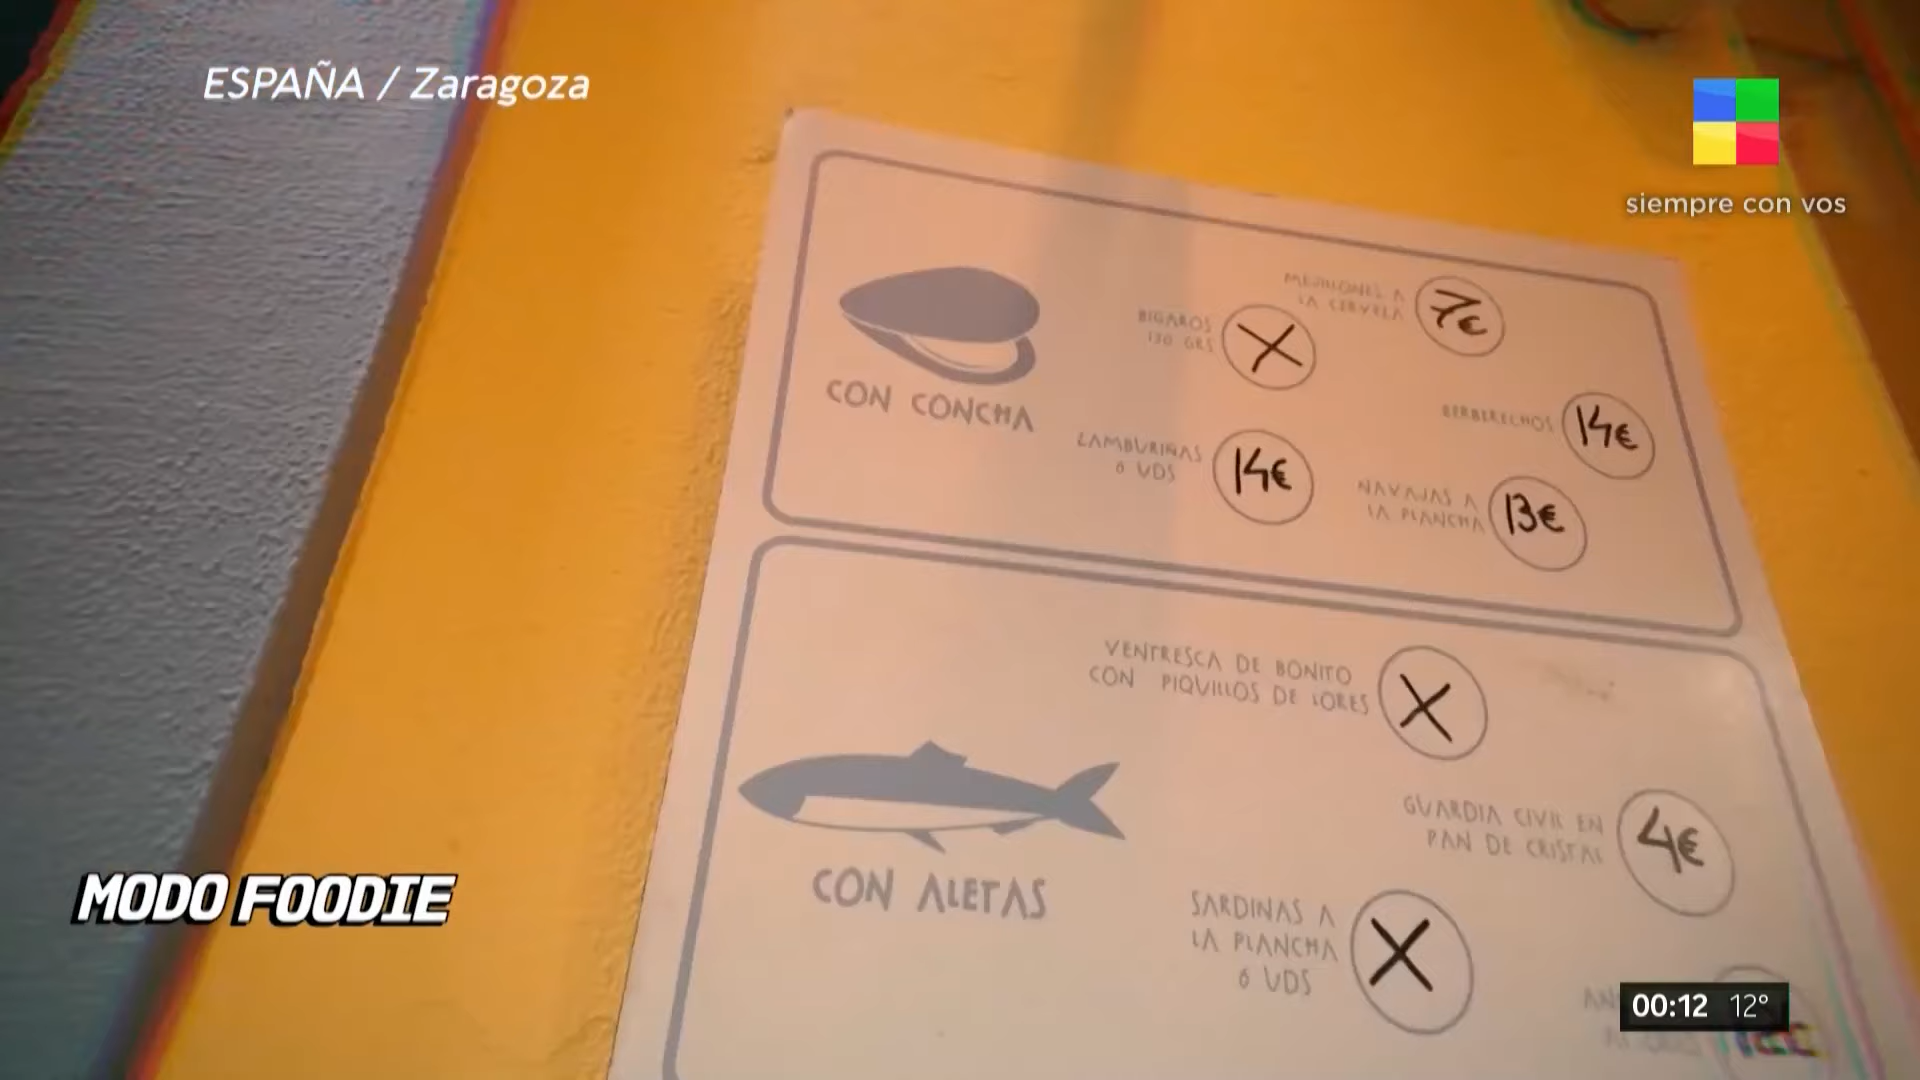 ESPAÑA / Zaragoza
siempre con vos
CON CONCHA
MEJILLONES A
LA CERVEZA
7€
BIGAROS
130 GRS
X
BERBERECHOS
14€
ZAMBURIÑAS
6 UDS
14€
NAVAJAS A
LA PLANCHA
13€
CON ALETAS
VENTRESCA DE BONITO
CON PIQUILLOS DE
X
GUARDIA CIVIL EN
PAN DE CRISTAL
4€
SARDINAS A
LA PLANCHA
6 UDS
X
MODO FOODIE
00:12 12°